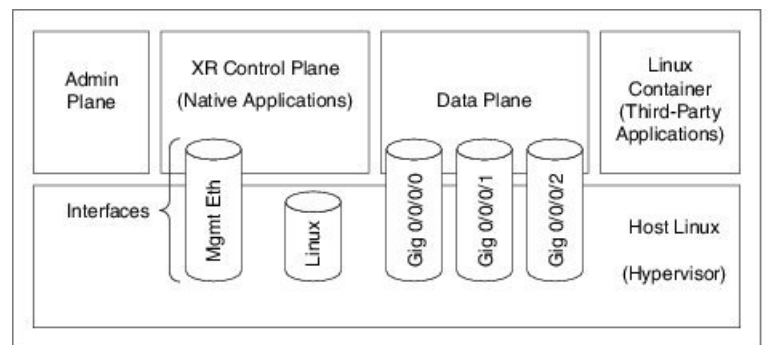 Admin
Plane
XR Control Plane
(Native Applications)
Data Plane
Linux
Container
(Third-Party
Applications)
Interfaces
Mgmt Eth
Linux
Gig 0/0/0/0
Gig 0/0/0/1
Gig 0/0/0/2
Host Linux
(Hypervisor)